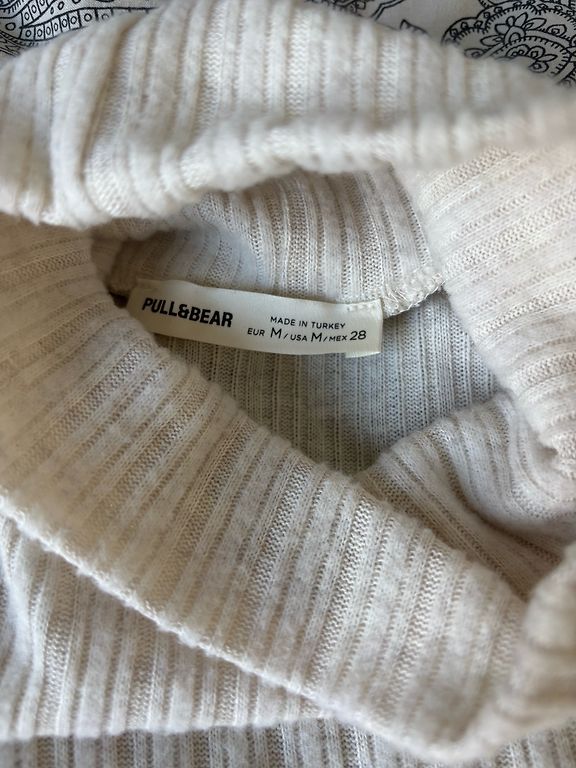 PULL&BEAR
MADE IN TURKEY
EUR M / USA M / MEX 28